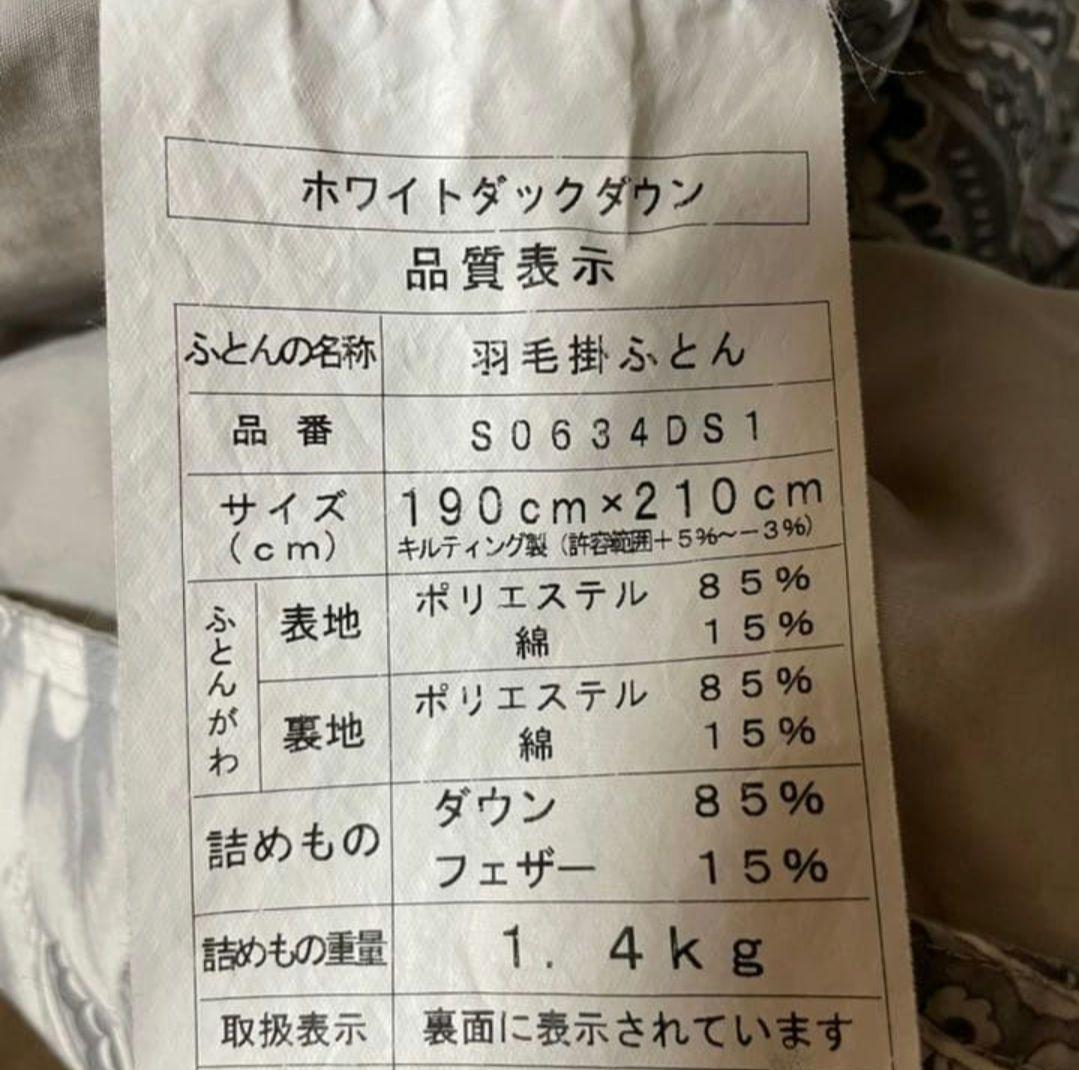 ホワイトダックダウン
品質表示
ふとんの名称 羽毛掛ふとん
品番 S0634DS1
サイズ(cm) 190cm×210cm
キルティング製(許容範囲+5%~-3%)
ふとんがわ 表地 ポリエステル 85%
綿 15%
裏地 ポリエステル 85%
綿 15%
詰めもの ダウン 85%
フェザー 15%
詰めもの重量 1.4kg
取扱表示 裏面に表示されています